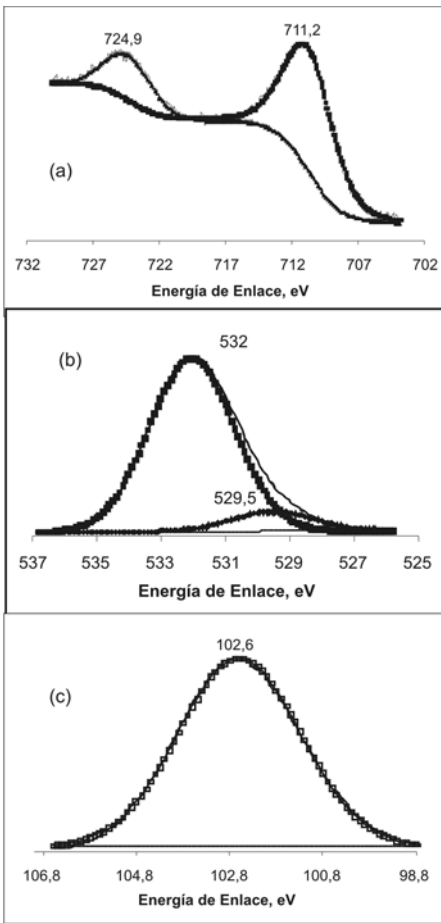 724,9
711,2
(a)
732 727 722 717 712 707 702
Energía de Enlace, eV
(b)
532
529,5
537 535 533 531 529 527 525
Energía de Enlace, eV
102,6
(c)
106,8 104,8 102,8 100,8 98,8
Energía de Enlace, eV